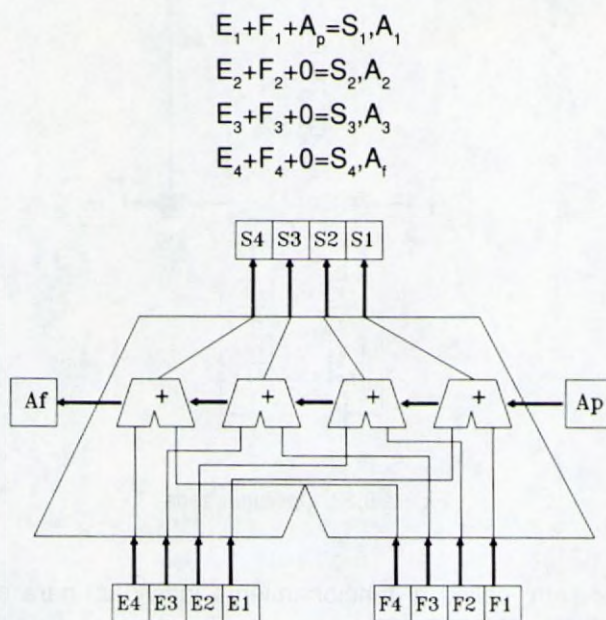 E₁+F₁+Aₚ=S₁,A₁
E₂+F₂+0=S₂,A₂
E₃+F₃+0=S₃,A₃
E₄+F₄+0=S₄,A_f
S4 S3 S2 S1
Af + + + + Ap
E4 E3 E2 E1 F4 F3 F2 F1